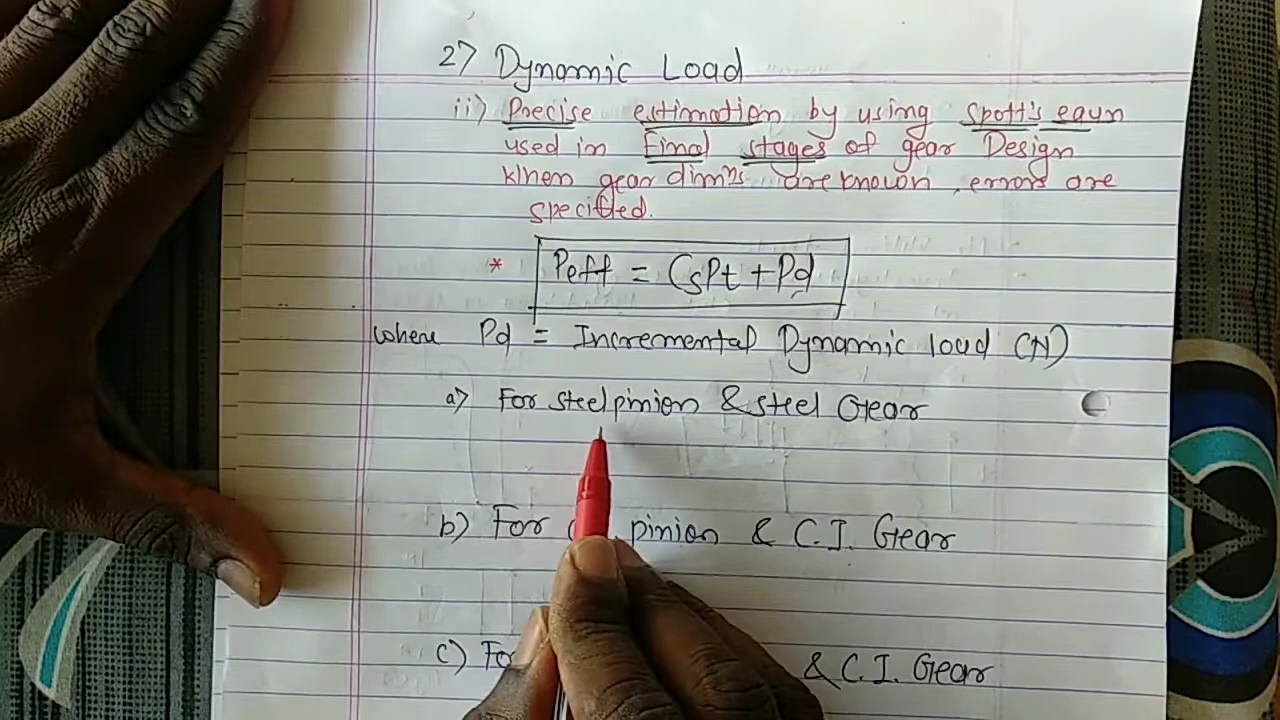 2) Dynamic Load
ii) Precise estimation by using Spott's equn
used in Final stages of gear Design
When gear dimns are known, errors are
specified.
* Peff = CsPt + Pd
where Pd = Incremental Dynamic load (N)
a) For steel pinion & steel Gear
b) For pinion & C.I. Gear
c) & C.I. Gear